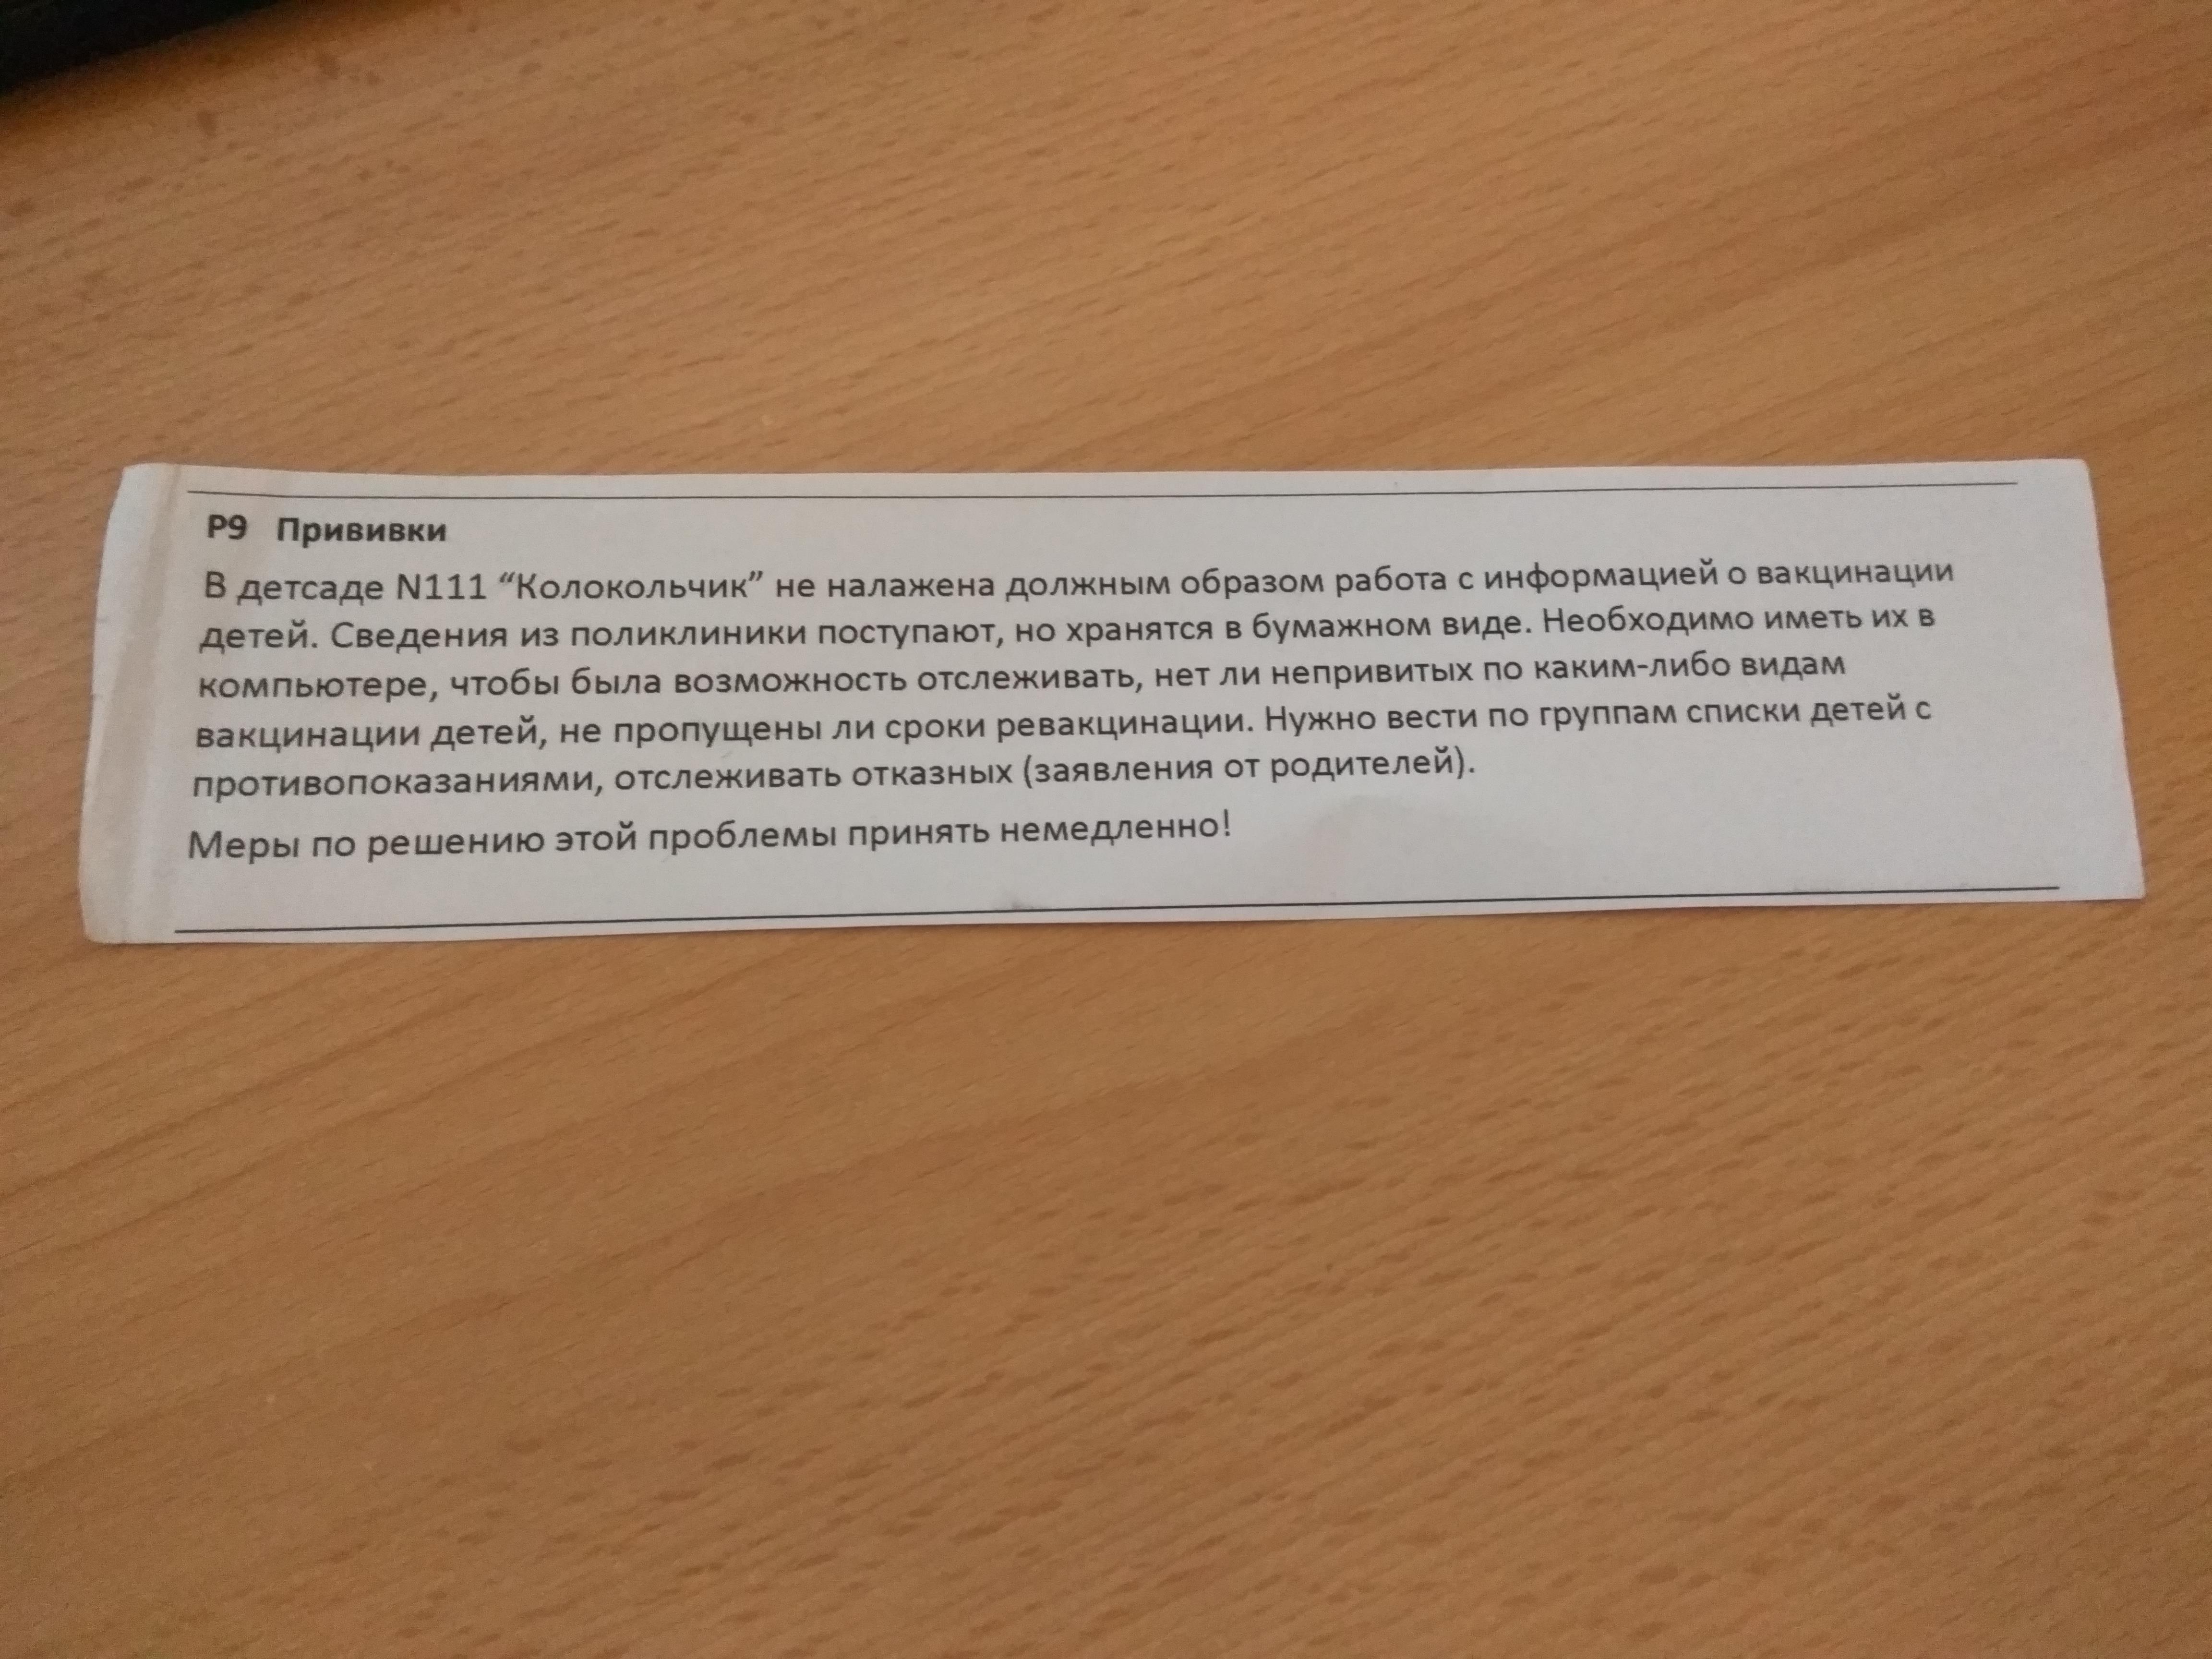 Р9 Прививки
В детсаде N111 “Колокольчик” не налажена должным образом работа с информацией о вакцинации
детей. Сведения из поликлиники поступают, но хранятся в бумажном виде. Необходимо иметь их в
компьютере, чтобы была возможность отслеживать, нет ли непривитых по каким-либо видам
вакцинации детей, не пропущены ли сроки ревакцинации. Нужно вести по группам списки детей с
противопоказаниями, отслеживать отказных (заявления от родителей).
Меры по решению этой проблемы принять немедленно!